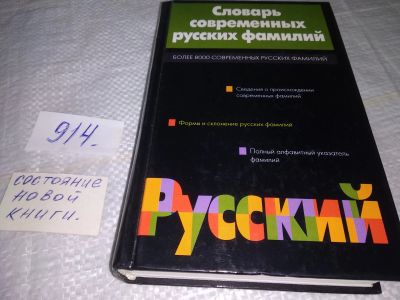 Словарь
современных
русских фамилий
БОЛЕЕ 8000 СОВРЕМЕННЫХ РУССКИХ ФАМИЛИЙ
Сведения о происхождении
современных фамилий
Формы и склонение русских фамилий
Полный алфавитный указатель
фамилий
Русский
914.
состояние
новой
книги.